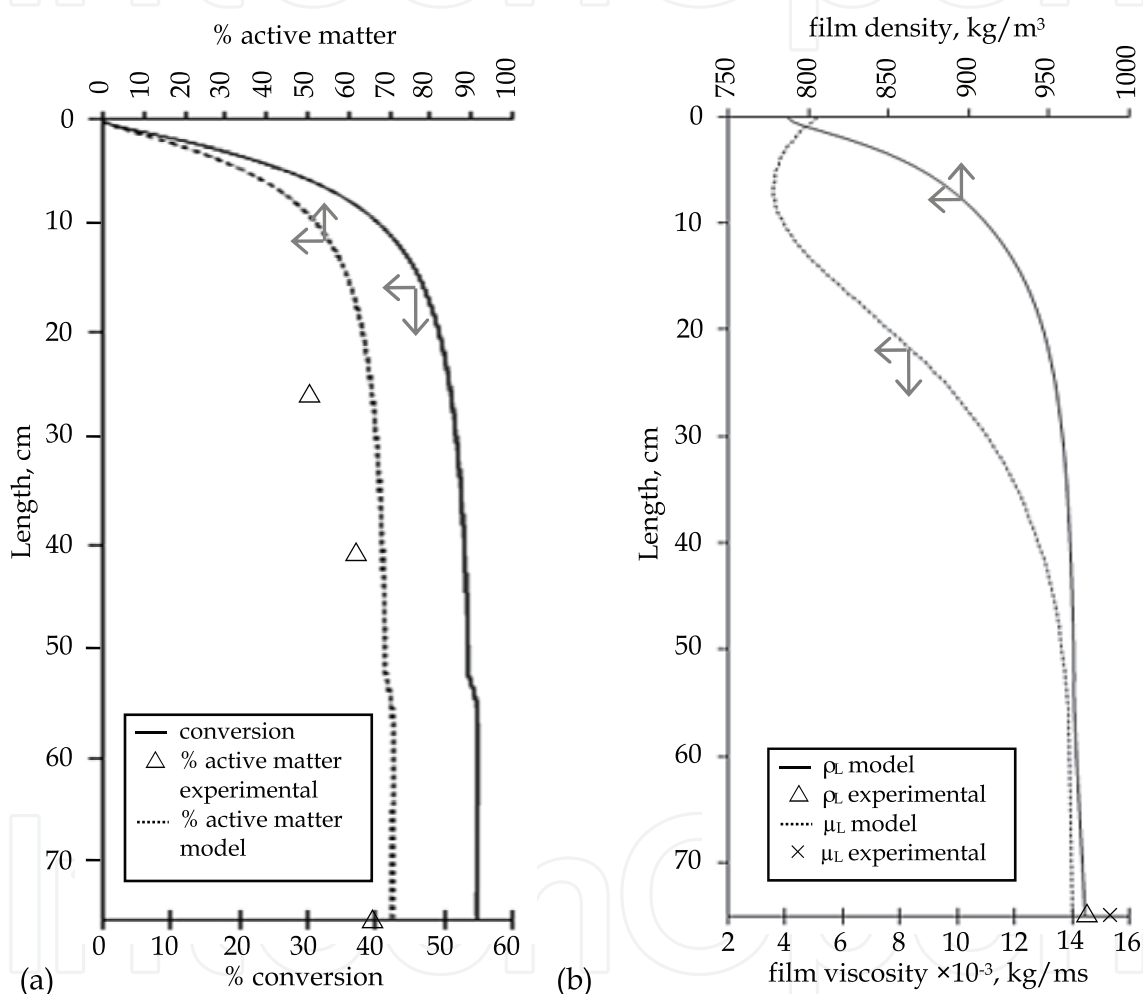 % active matter
0 10 20 30 40 50 60 70 80 90 100
0
10
20
30
40
50
60
70
Length, cm
conversion
% active matter
experimental
% active matter
model
0 10 20 30 40 50 60
% conversion
(a)
film density, kg/m³
750 800 850 900 950 1000
0
10
20
30
40
50
60
70
Length, cm
ρL model
ρL experimental
μL model
μL experimental
2 4 6 8 10 12 14 16
film viscosity ×10⁻³, kg/ms
(b)